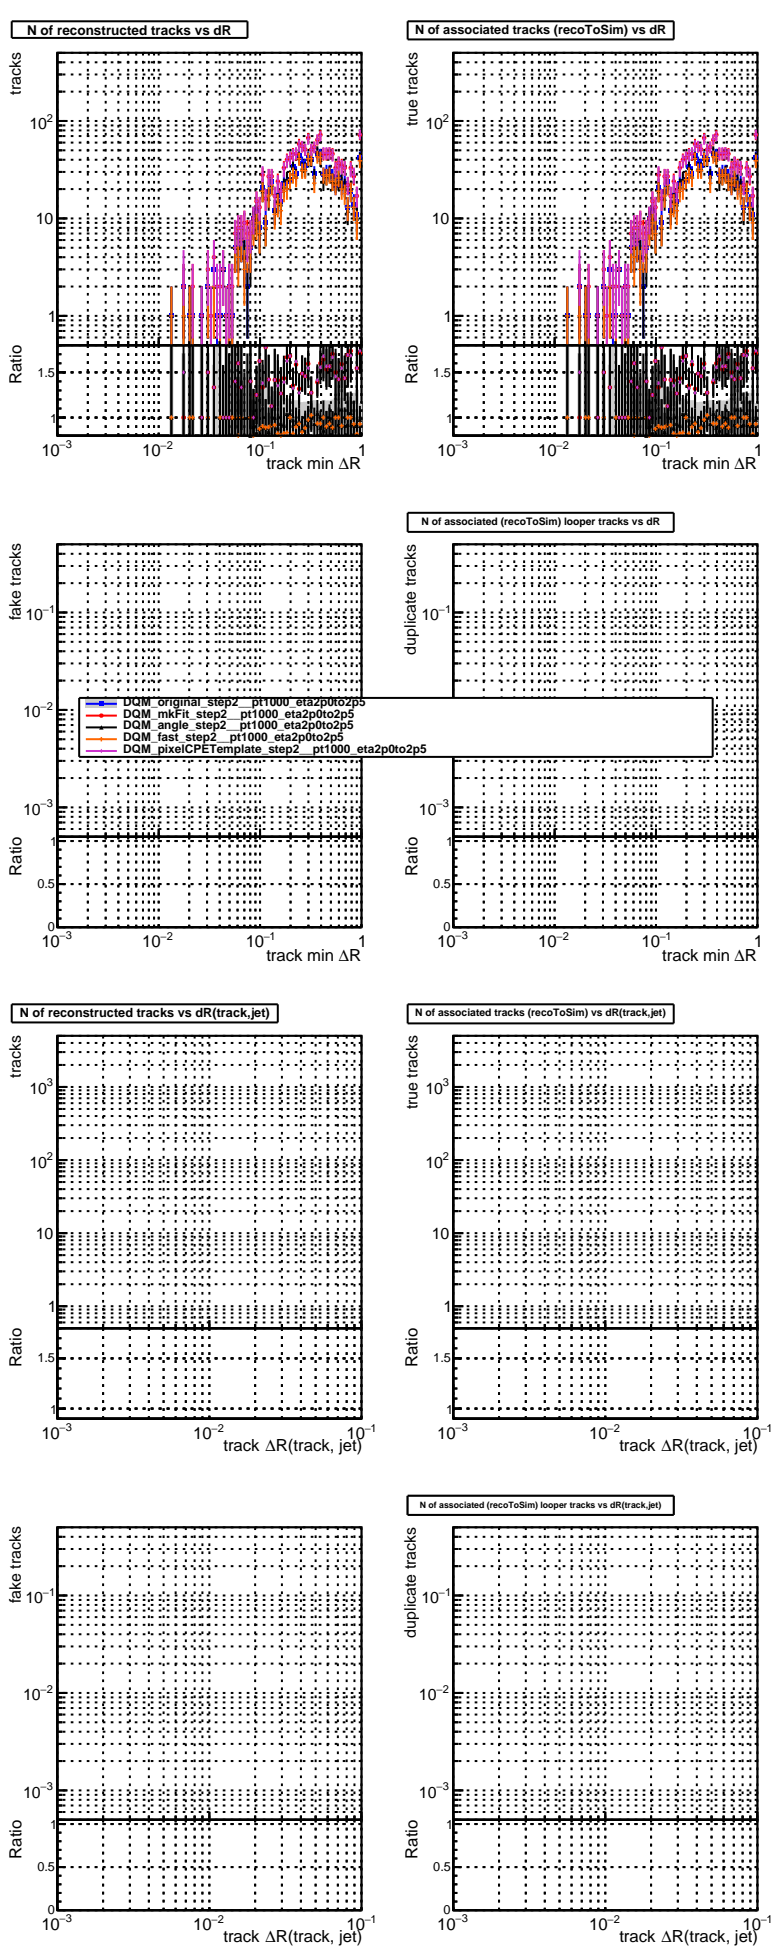 N of reconstructed tracks vs dR
N of associated tracks (recoToSim) vs dR
tracks
10²
10
1
Ratio
1.5
1
10⁻³
10⁻²
10⁻¹
1
track min ΔR
true tracks
10²
10
1
Ratio
1.5
1
10⁻³
10⁻²
10⁻¹
1
track min ΔR
N of associated (recoToSim) looper tracks vs dR
fake tracks
10⁻¹
10⁻²
10⁻³
Ratio
1
0.5
0
10⁻³
10⁻²
10⁻¹
1
track min ΔR
duplicate tracks
10⁻¹
10⁻²
10⁻³
Ratio
1
0.5
0
10⁻³
10⁻²
10⁻¹
1
track min ΔR
DQM_original_step2__pt1000_eta2p0to2p5
DQM_mkFit_step2__pt1000_eta2p0to2p5
DQM_angle_step2__pt1000_eta2p0to2p5
DQM_fast_step2__pt1000_eta2p0to2p5
DQM_pixelCPETemplate_step2__pt1000_eta2p0to2p5
N of reconstructed tracks vs dR(track,jet)
N of associated tracks (recoToSim) vs dR(track,jet)
tracks
10³
10²
10
1
Ratio
1.5
1
10⁻³
10⁻²
10⁻¹
track ΔR(track, jet)
true tracks
10³
10²
10
1
Ratio
1.5
1
10⁻³
10⁻²
10⁻¹
track ΔR(track, jet)
N of associated (recoToSim) looper tracks vs dR(track,jet)
fake tracks
10⁻¹
10⁻²
10⁻³
Ratio
1
0.5
0
10⁻³
10⁻²
10⁻¹
track ΔR(track, jet)
duplicate tracks
10⁻¹
10⁻²
10⁻³
Ratio
1
0.5
0
10⁻³
10⁻²
10⁻¹
track ΔR(track, jet)